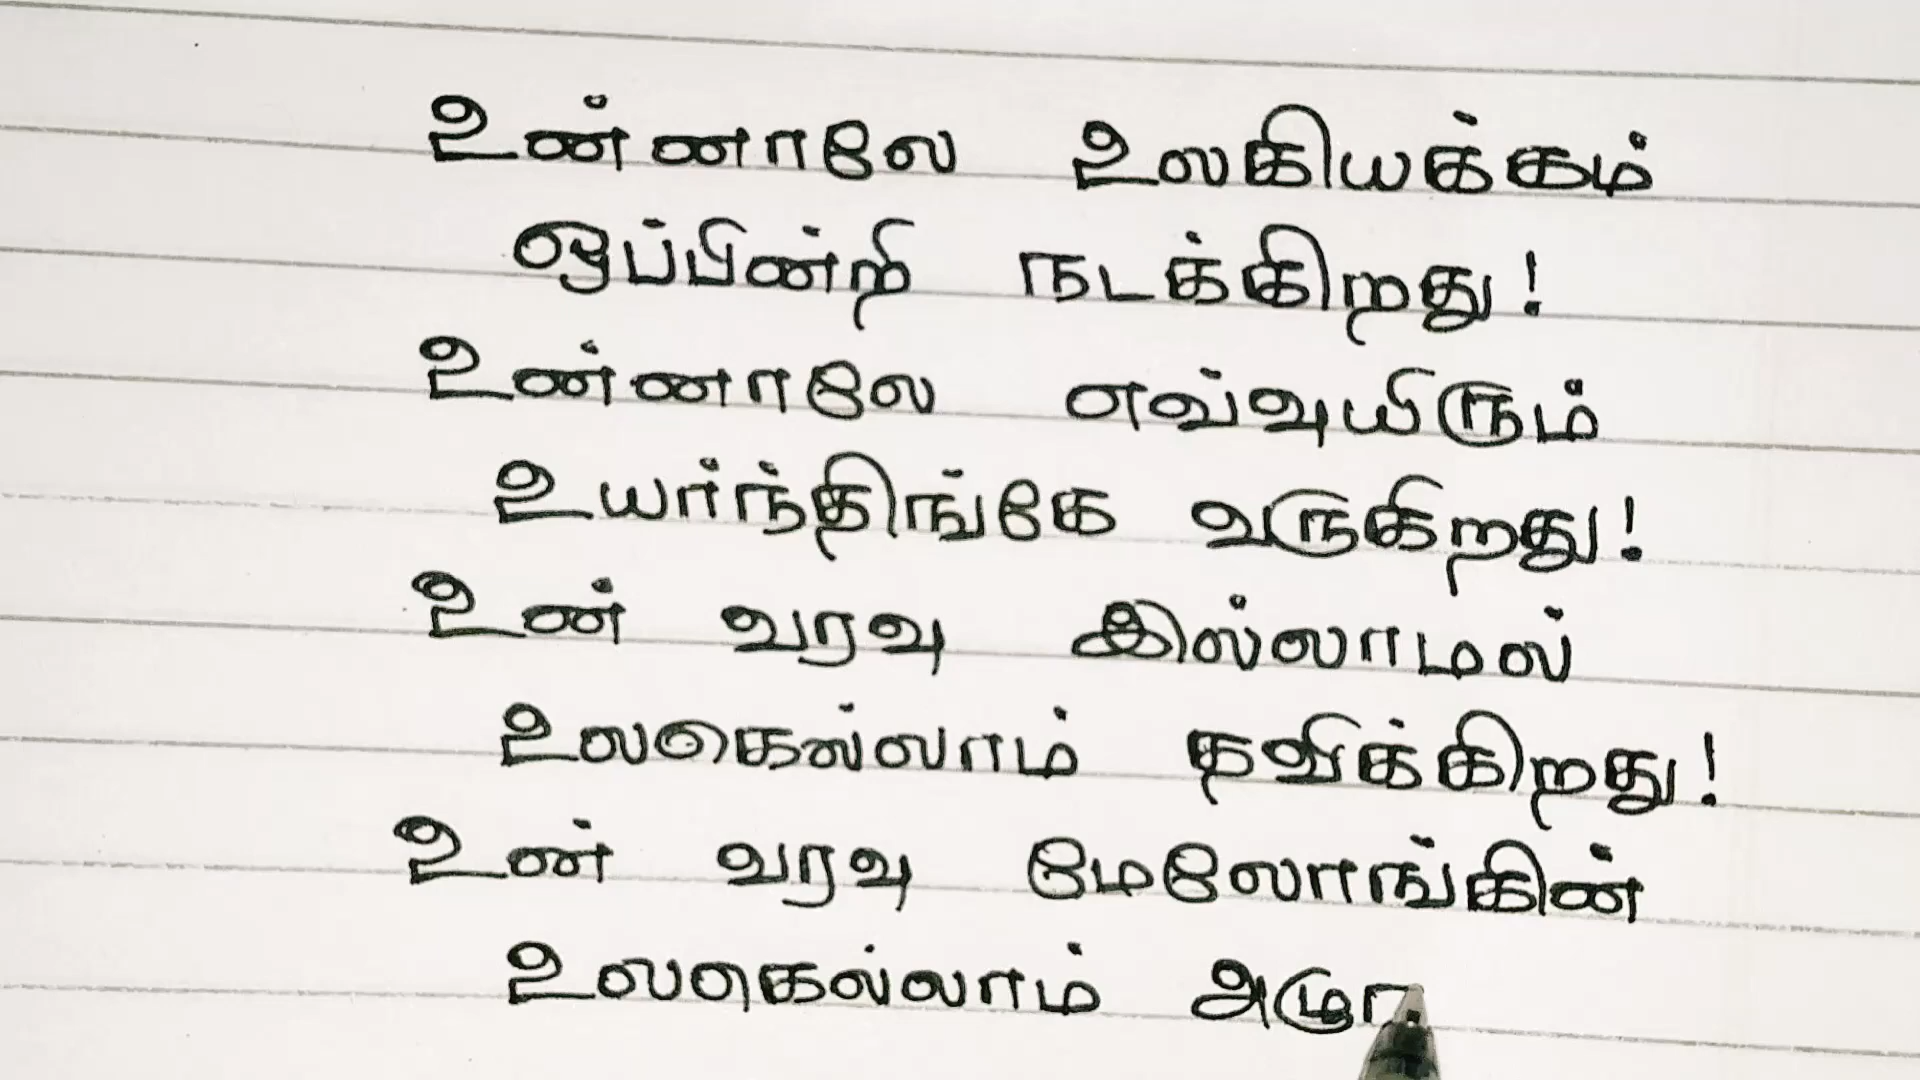 உன்னாலே உலகியக்கம்
ஒப்பின்றி நடக்கிறது!
உன்னாலே எவ்வுயிரும்
உயர்ந்திங்கே வருகிறது!
உன் வரவு இல்லாமல்
உலகெல்லாம் தவிக்கிறது!
உன் வரவு மேலோங்கின்
உலகெல்லாம்